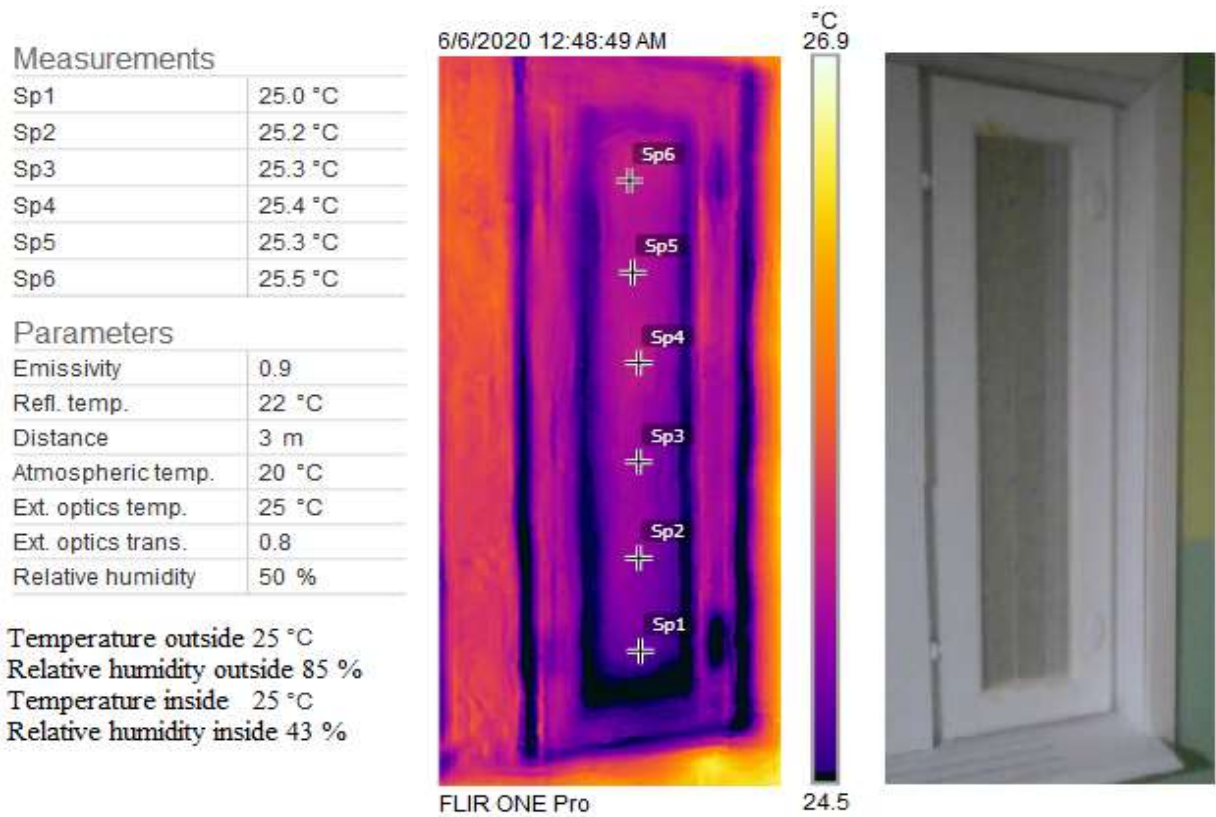 Measurements
Sp1 25.0 °C
Sp2 25.2 °C
Sp3 25.3 °C
Sp4 25.4 °C
Sp5 25.3 °C
Sp6 25.5 °C
Parameters
Emissivity 0.9
Refl. temp. 22 °C
Distance 3 m
Atmospheric temp. 20 °C
Ext. optics temp. 25 °C
Ext. optics trans. 0.8
Relative humidity 50 %
Temperature outside 25 °C
Relative humidity outside 85 %
Temperature inside 25 °C
Relative humidity inside 43 %
6/6/2020 12:48:49 AM
Sp6
Sp5
Sp4
Sp3
Sp2
Sp1
FLIR ONE Pro
°C
26.9
24.5